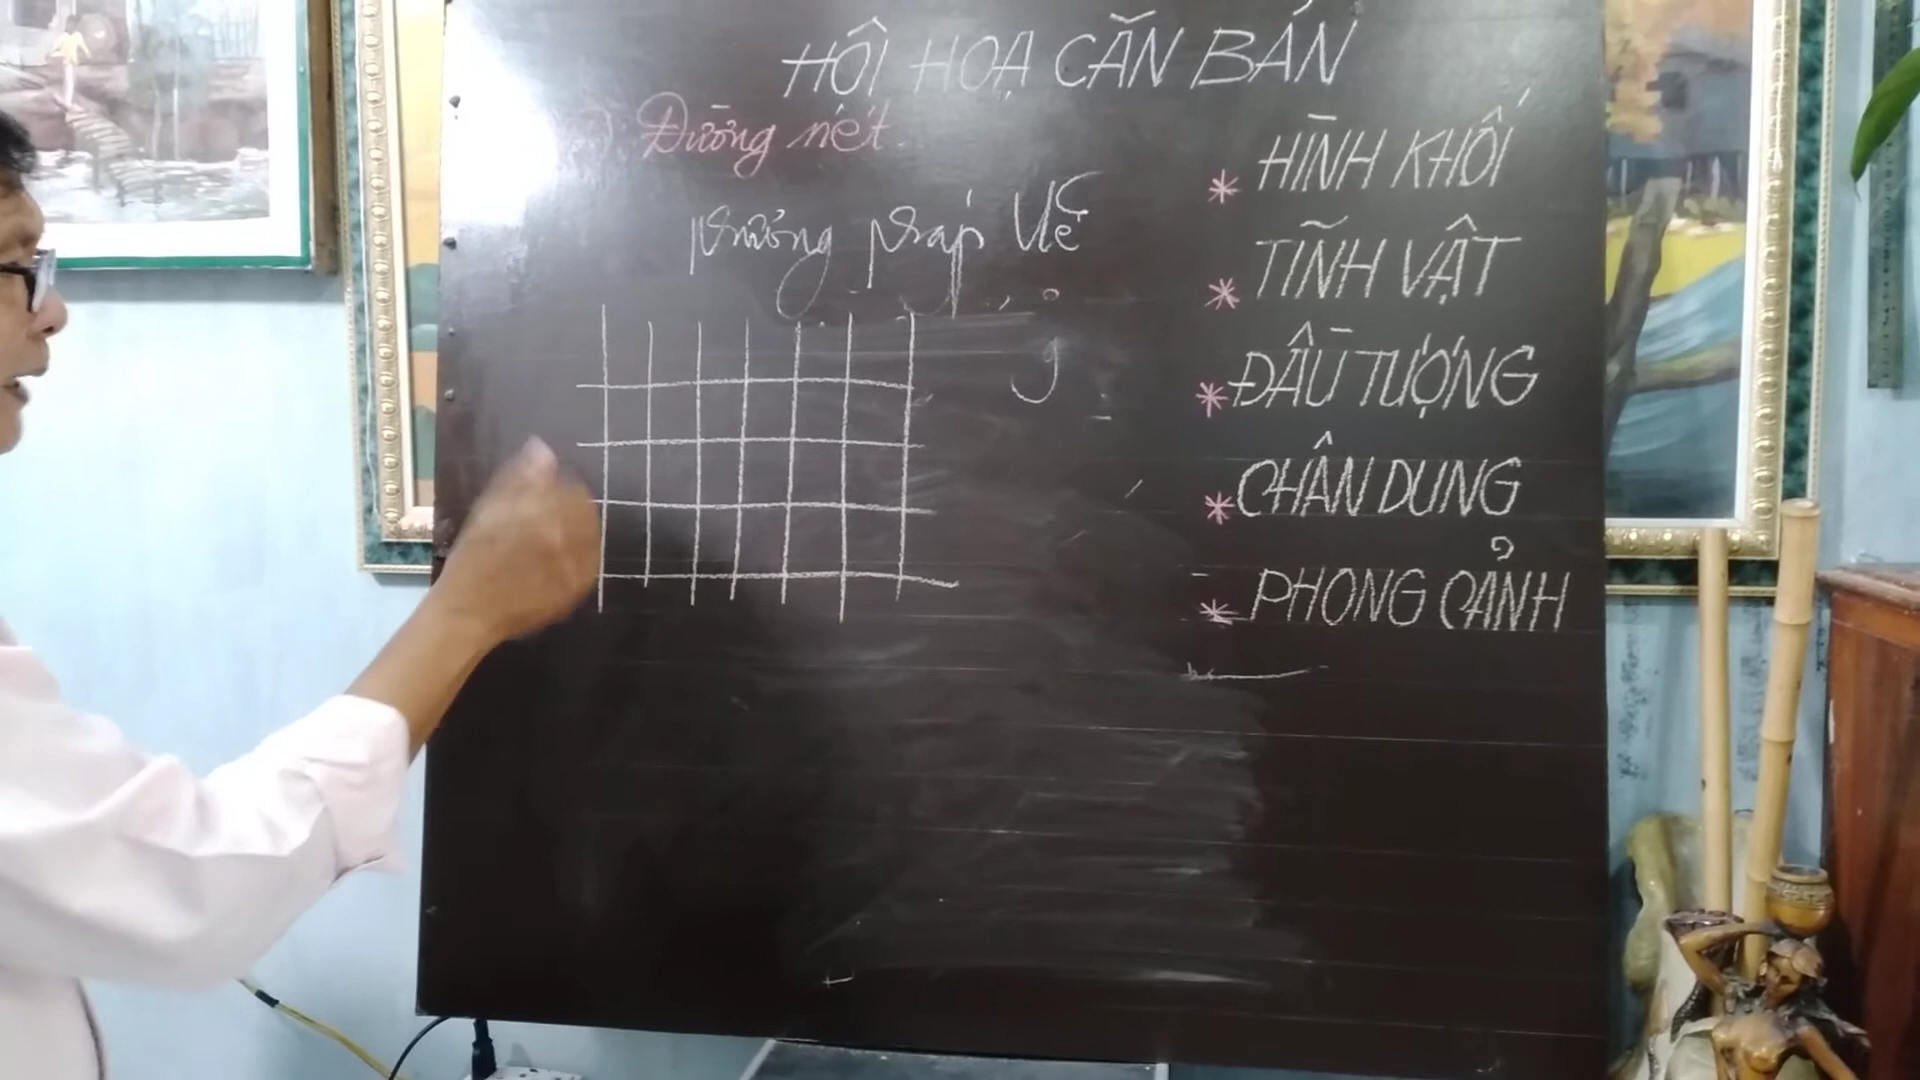 HỘI HOẠ CĂN BẢN
Đường nét
phương pháp vẽ
* HÌNH KHỐI
* TĨNH VẬT
* ĐẦU TƯỢNG
* CHÂN DUNG
* PHONG CẢNH